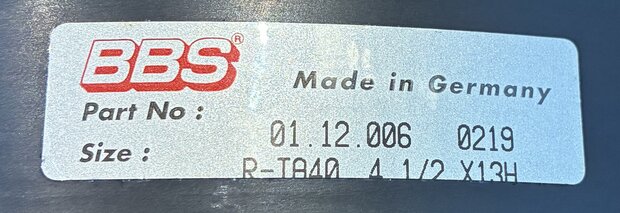 BBS® Made in Germany
Part No : 01.12.006 0219
Size : R-TA40 4 1/2 X13H